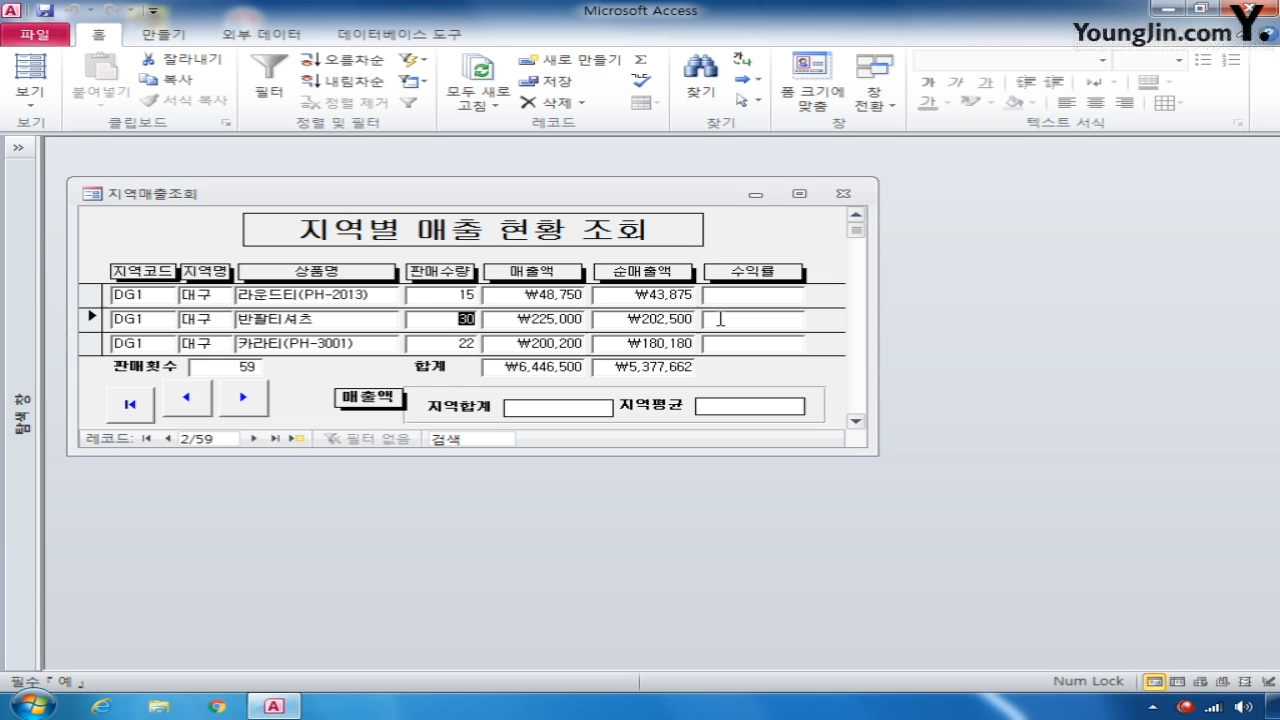 Microsoft Access
파일 홈 만들기 외부 데이터 데이터베이스 도구
YoungJin.com Y.
보기 붙여넣기 잘라내기 복사 서식 복사
필터 오름차순 내림차순 정렬 제거
모두 새로 고침 새로 만들기 저장 삭제
찾기 폼 크기에 맞춤 창 전환
가 가 가 가
보기 클립보드 정렬 및 필터 레코드 찾기 창 텍스트 서식
탐색 창
지역매출조회
지역별 매출 현황 조회
지역코드 지역명 상품명 판매수량 매출액 순매출액 수익률
DG1 대구 라운드티(PH-2013) 15 ₩48,750 ₩43,875
DG1 대구 반팔티셔츠 30 ₩225,000 ₩202,500
DG1 대구 카라티(PH-3001) 22 ₩200,200 ₩180,180
판매횟수 59 합계 ₩6,446,500 ₩5,377,662
매출액 지역합계 지역평균
레코드: 2/59 필터 없음 검색
필수『예』 Num Lock